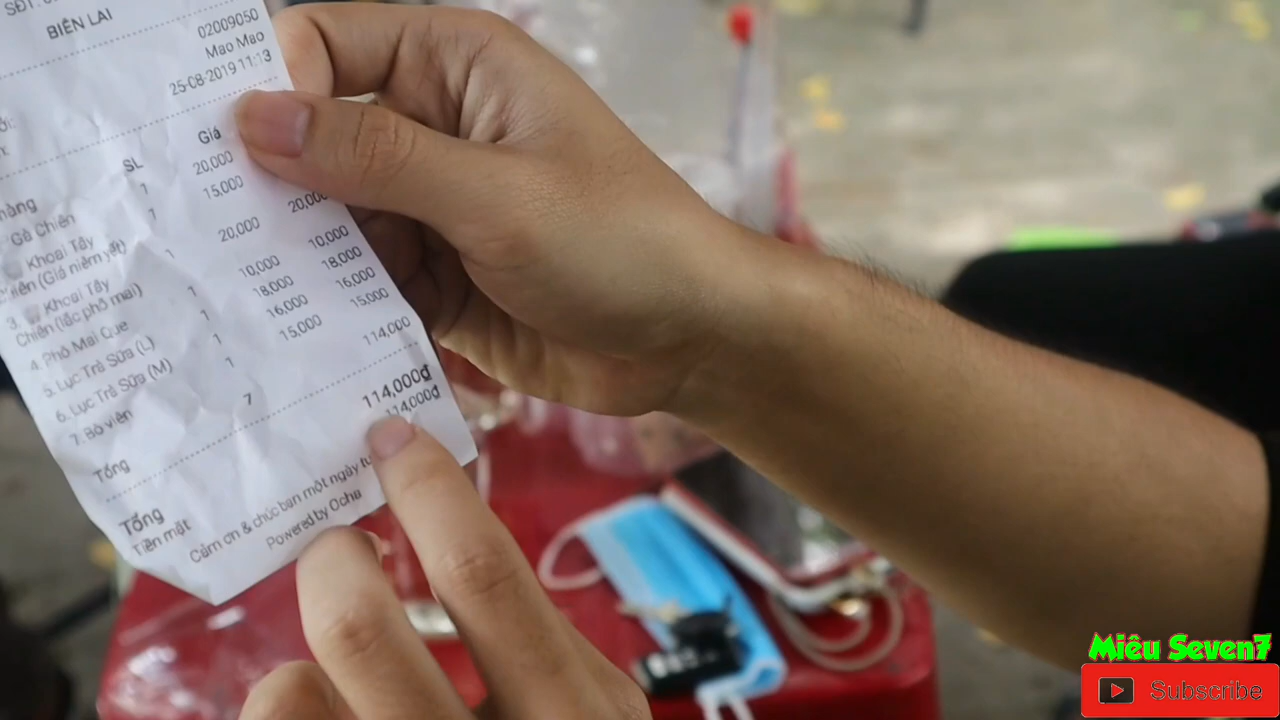 SĐT:
BIÊN LAI
02009050
Mao Mao
25-08-2019 11:13
SL Giá
Gà Chiên 1 20,000 20,000
Khoai Tây 1 15,000
Chiên (Giá niêm yết)
3. Khoai Tây 1 20,000
Chiên (lắc phô mai)
4. Phô Mai Que 1 10,000 10,000
5. Lục Trà Sữa (L) 1 18,000 18,000
6. Lục Trà Sữa (M) 1 16,000 16,000
7. Bò viên 1 15,000 15,000
Tổng 7 114,000
Tổng 114,000đ
Tiền mặt 114,000đ
Cảm ơn & chúc bạn một ngày
Powered by Ocha
Miêu Seven7
Subscribe